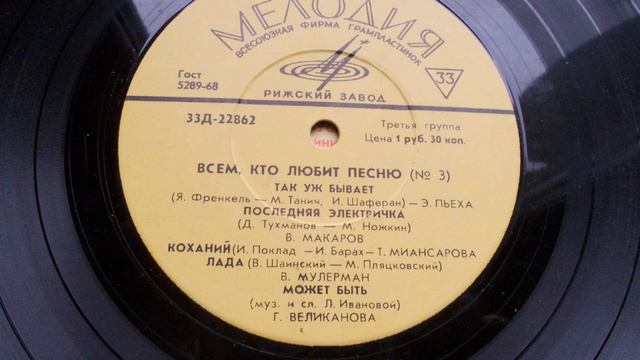 МЕЛОДИЯ
ВСЕСОЮЗНАЯ ФИРМА ГРАМПЛАСТИНОК
Гост
5289-68
33
РИЖСКИЙ ЗАВОД
33Д-22862
Третья группа
Цена 1 руб. 30 коп.
ВСЕМ, КТО ЛЮБИТ ПЕСНЮ (№ 3)
ТАК УЖ БЫВАЕТ
(Я. Френкель — М. Танич, И. Шаферан) — Э. ПЬЕХА
ПОСЛЕДНЯЯ ЭЛЕКТРИЧКА
(Д. Тухманов — М. Ножкин)
В. МАКАРОВ
КОХАНИЙ (И. Поклад — И. Барах — Т. МИАНСАРОВА
ЛАДА (В. Шаинский — М. Пляцковский)
В. МУЛЕРМАН
МОЖЕТ БЫТЬ
(муз. и сл. Л. Ивановой)
Г. ВЕЛИКАНОВА